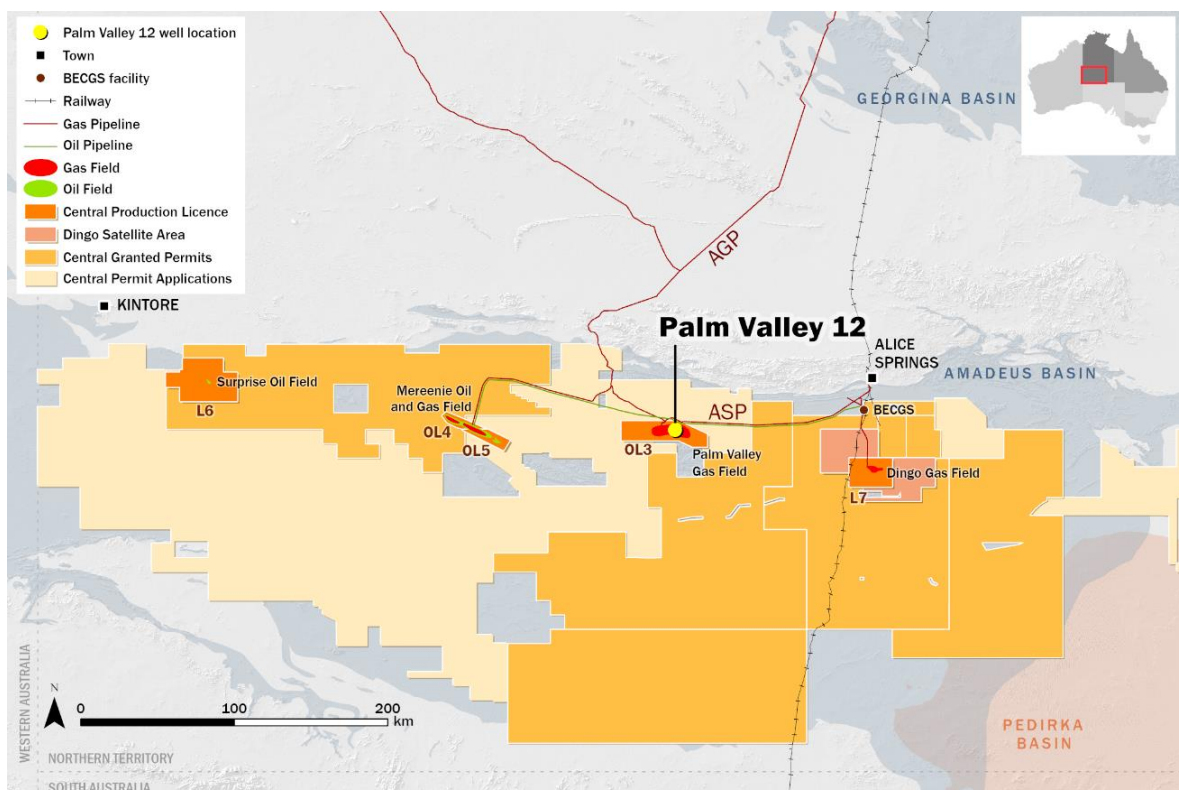 Palm Valley 12 well location
Town
BECGS facility
Railway
Gas Pipeline
Oil Pipeline
Gas Field
Oil Field
Central Production Licence
Dingo Satellite Area
Central Granted Permits
Central Permit Applications
GEORGINA BASIN
AGP
KINTORE
Palm Valley 12
ALICE
SPRINGS
AMADEUS BASIN
Surprise Oil Field
L6
Mereenie Oil
and Gas Field
OL4
OL5
ASP
BECGS
OL3
Palm Valley
Gas Field
Dingo Gas Field
L7
N
0
100
200
km
WESTERN AUSTRALIA
NORTHERN TERRITORY
SOUTH AUSTRALIA
PEDIRKA
BASIN